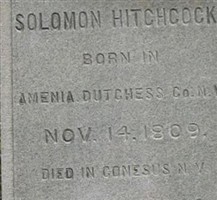 SOLOMON HITCHCOCK
BORN IN
AMENIA. DUTCHESS Co. N.Y
NOV. 14, 1809.
DIED IN CONESUS N.Y